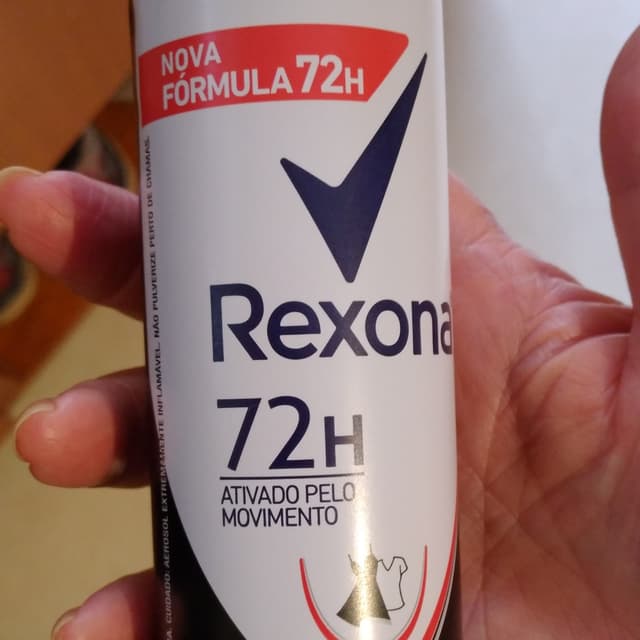 NOVA
FÓRMULA 72H
Rexona
72H
ATIVADO PELO
MOVIMENTO
CUIDADO: AEROSOL EXTREMAMENTE INFLAMÁVEL. NÃO PULVERIZE PERTO DE CHAMAS.